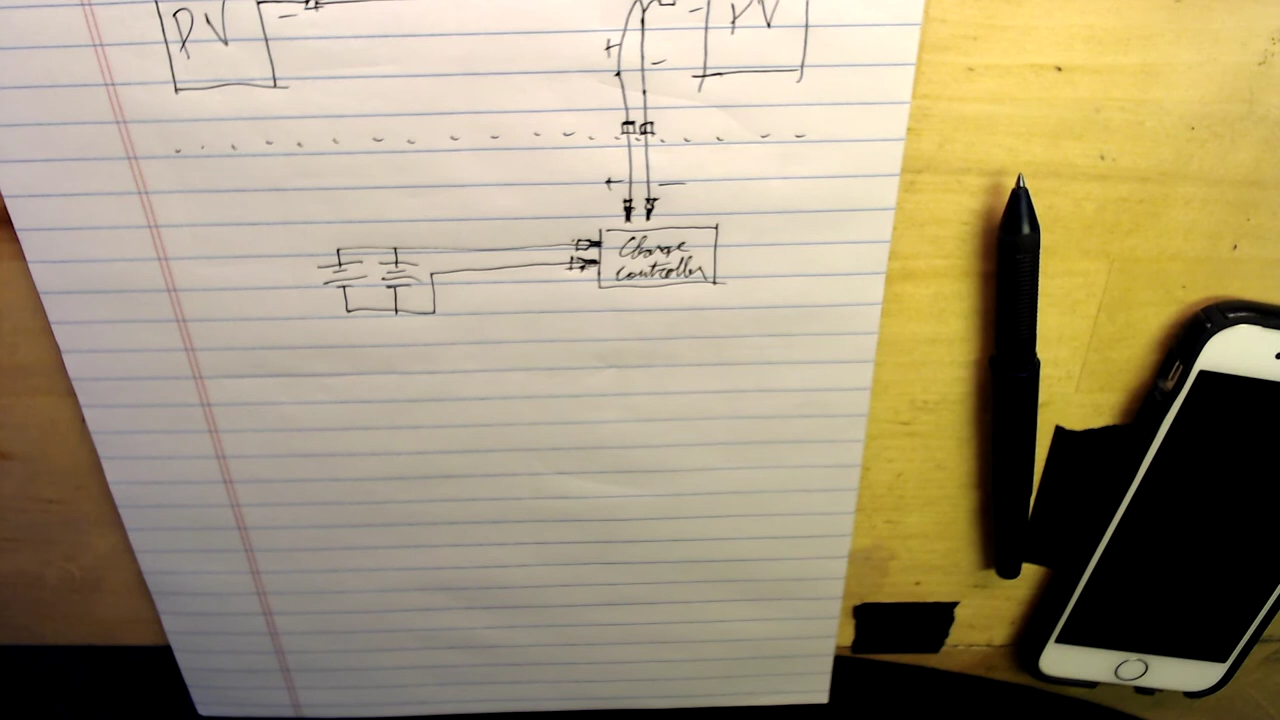 PV
PV
+
-
+
-
Charge
controller